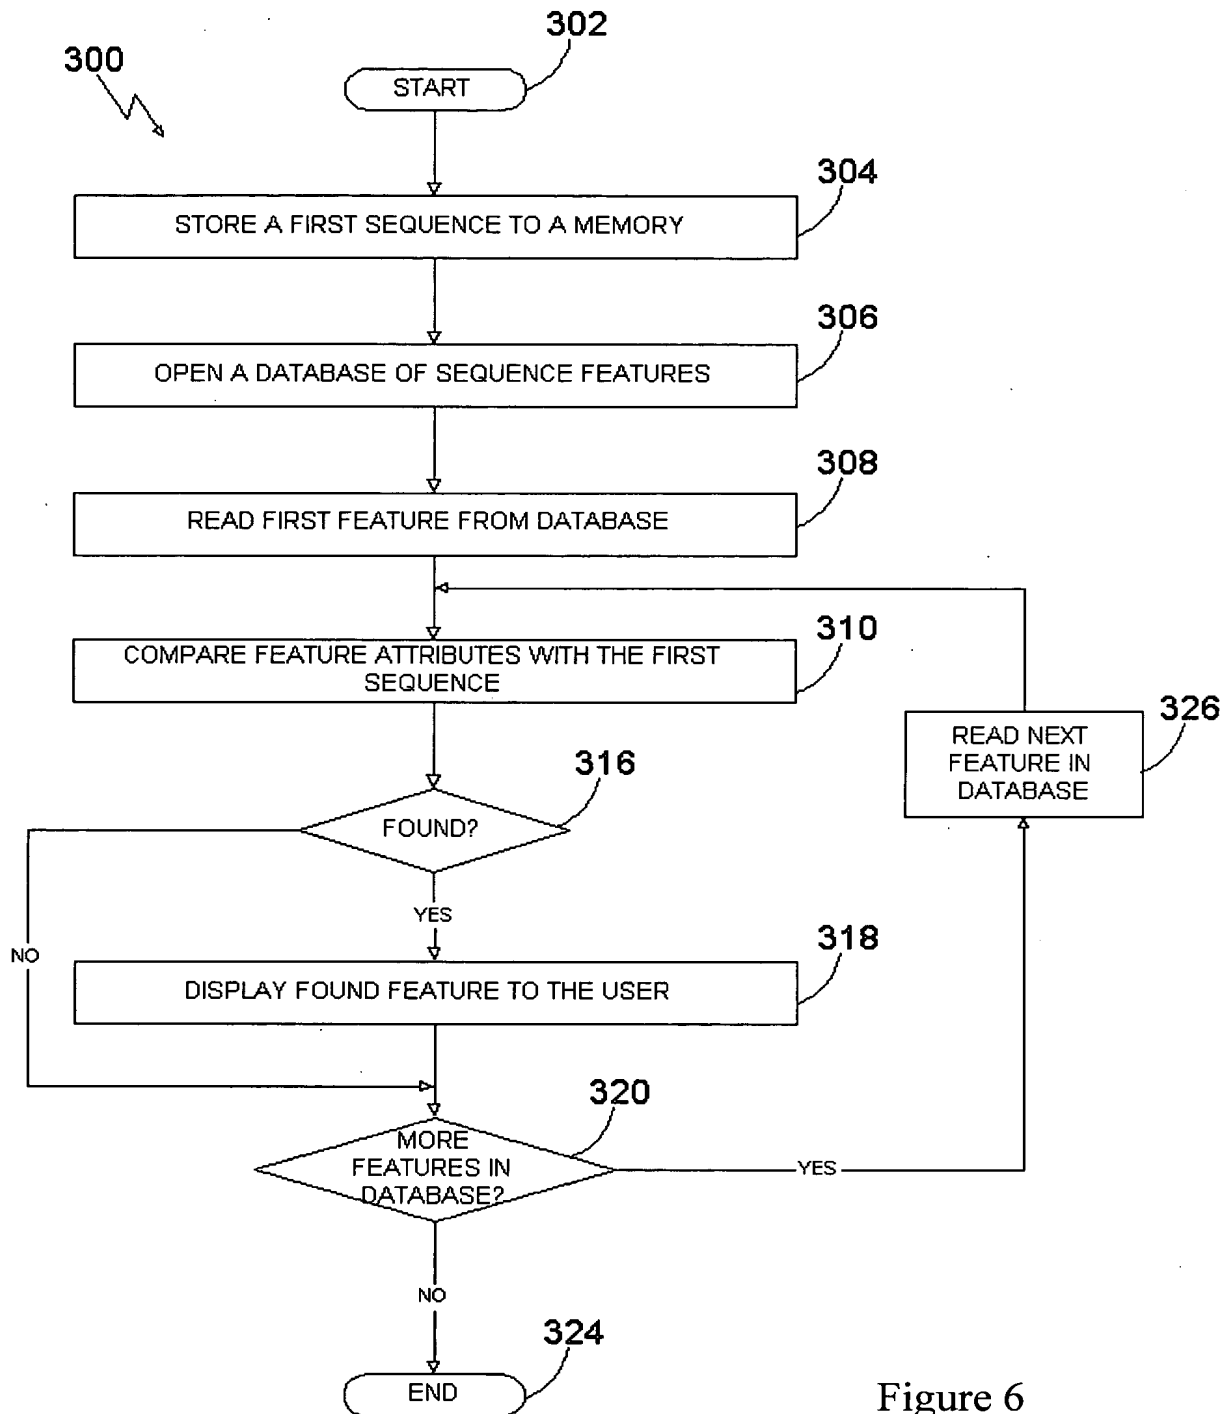 302
300
START
304
STORE A FIRST SEQUENCE TO A MEMORY
306
OPEN A DATABASE OF SEQUENCE FEATURES
308
READ FIRST FEATURE FROM DATABASE
310
COMPARE FEATURE ATTRIBUTES WITH THE FIRST
SEQUENCE
326
READ NEXT
FEATURE IN
DATABASE
316
FOUND?
YES
NO
318
DISPLAY FOUND FEATURE TO THE USER
320
MORE
FEATURES IN
DATABASE?
YES
NO
324
END
Figure 6